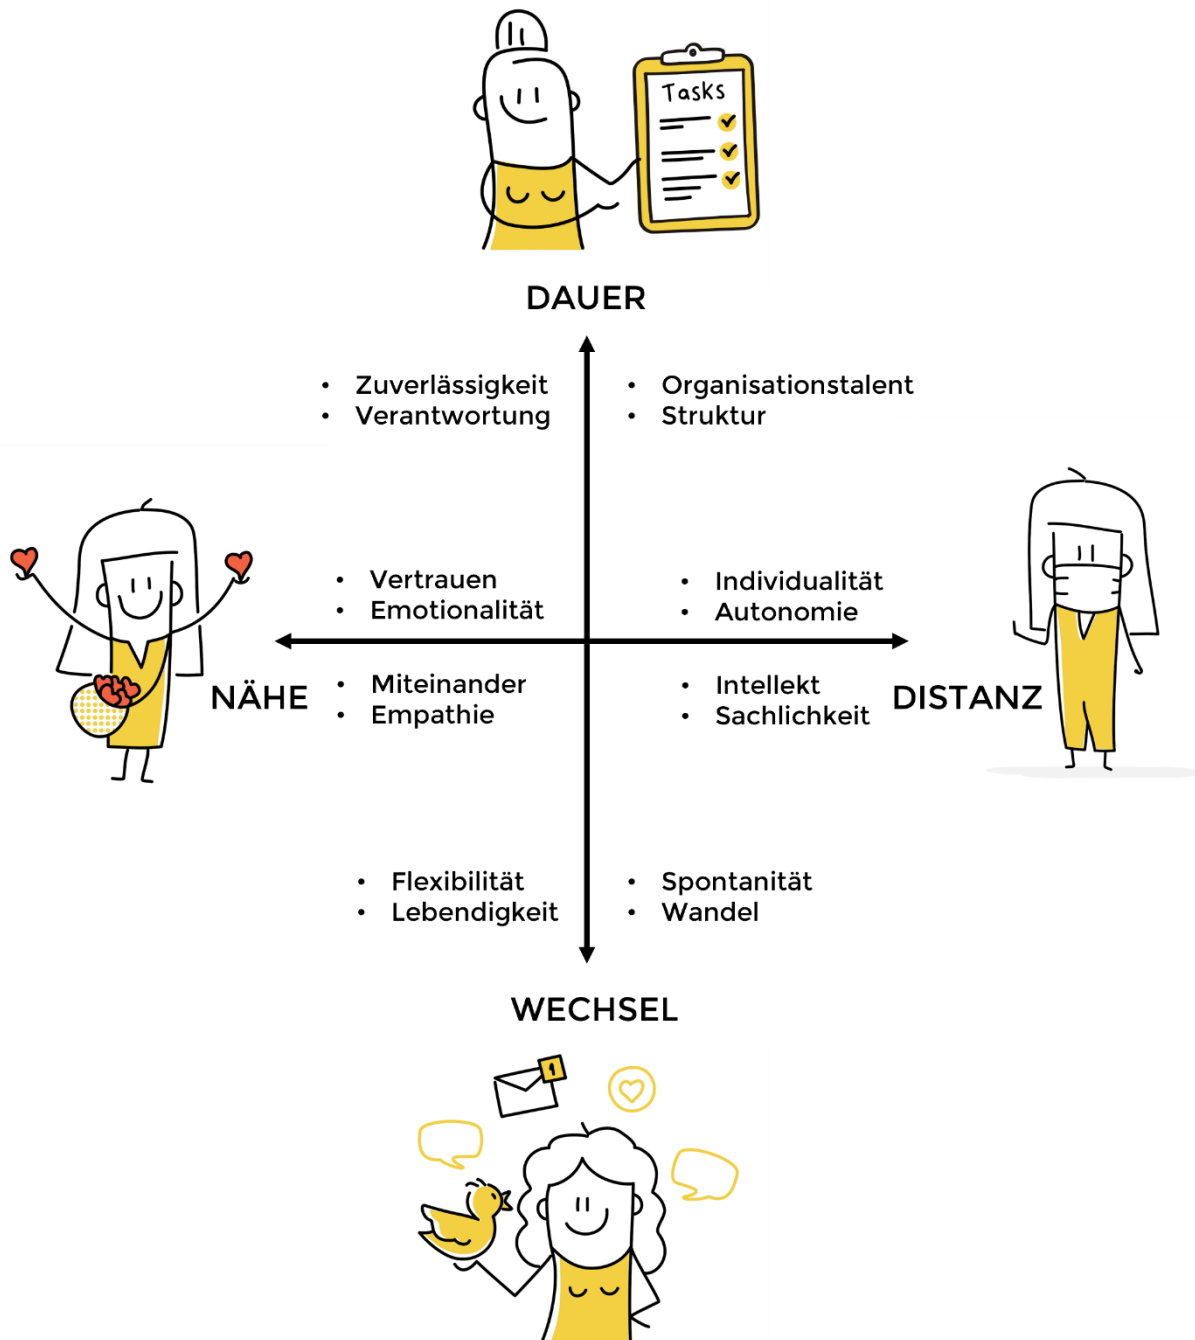 Tasks
DAUER
• Zuverlässigkeit
• Verantwortung
• Organisationstalent
• Struktur
• Vertrauen
• Emotionalität
• Individualität
• Autonomie
NÄHE
• Miteinander
• Empathie
• Intellekt
• Sachlichkeit
DISTANZ
• Flexibilität
• Lebendigkeit
• Spontanität
• Wandel
WECHSEL
1